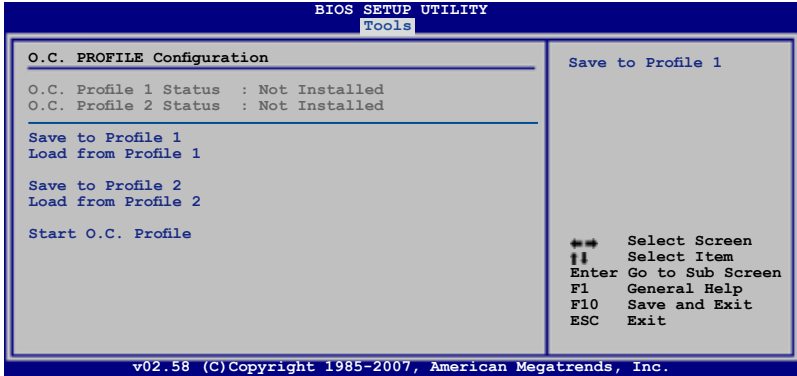 BIOS SETUP UTILITY
Tools
O.C. PROFILE Configuration
O.C. Profile 1 Status : Not Installed
O.C. Profile 2 Status : Not Installed
Save to Profile 1
Load from Profile 1
Save to Profile 2
Load from Profile 2
Start O.C. Profile
Save to Profile 1
Select Screen
Select Item
Enter Go to Sub Screen
F1 General Help
F10 Save and Exit
ESC Exit
v02.58 (C)Copyright 1985-2007, American Megatrends, Inc.